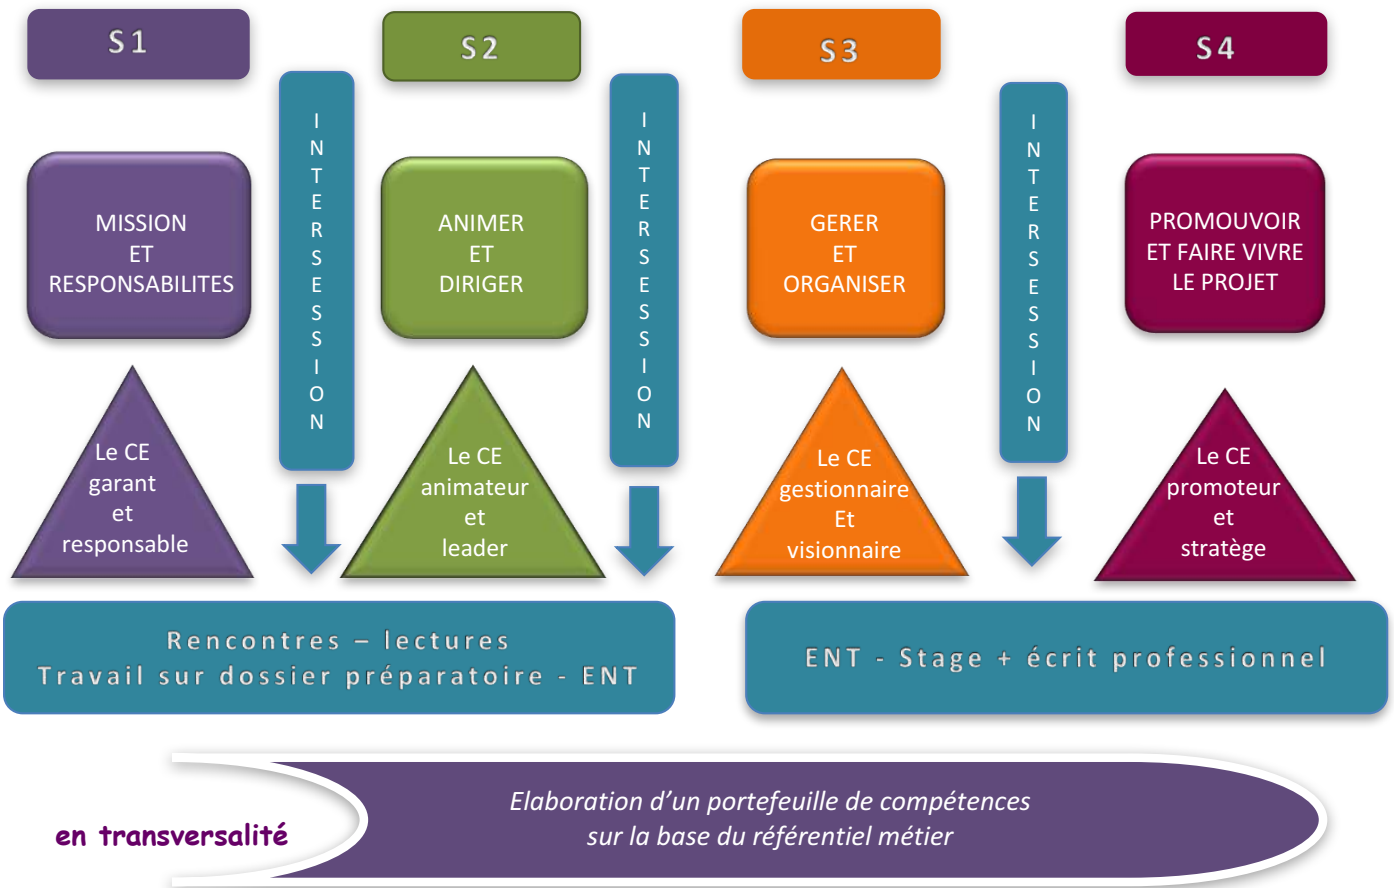 S1
S2
S3
S4
INTERSESSION
INTERSESSION
INTERSESSION
MISSION
ET
RESPONSABILITES
ANIMER
ET
DIRIGER
GERER
ET
ORGANISER
PROMOUVOIR
ET FAIRE VIVRE
LE PROJET
Le CE
garant
et
responsable
Le CE
animateur
et
leader
Le CE
gestionnaire
Et
visionnaire
Le CE
promoteur
et
stratège
Rencontres – lectures
Travail sur dossier préparatoire - ENT
ENT - Stage + écrit professionnel
en transversalité
Elaboration d’un portefeuille de compétences
sur la base du référentiel métier